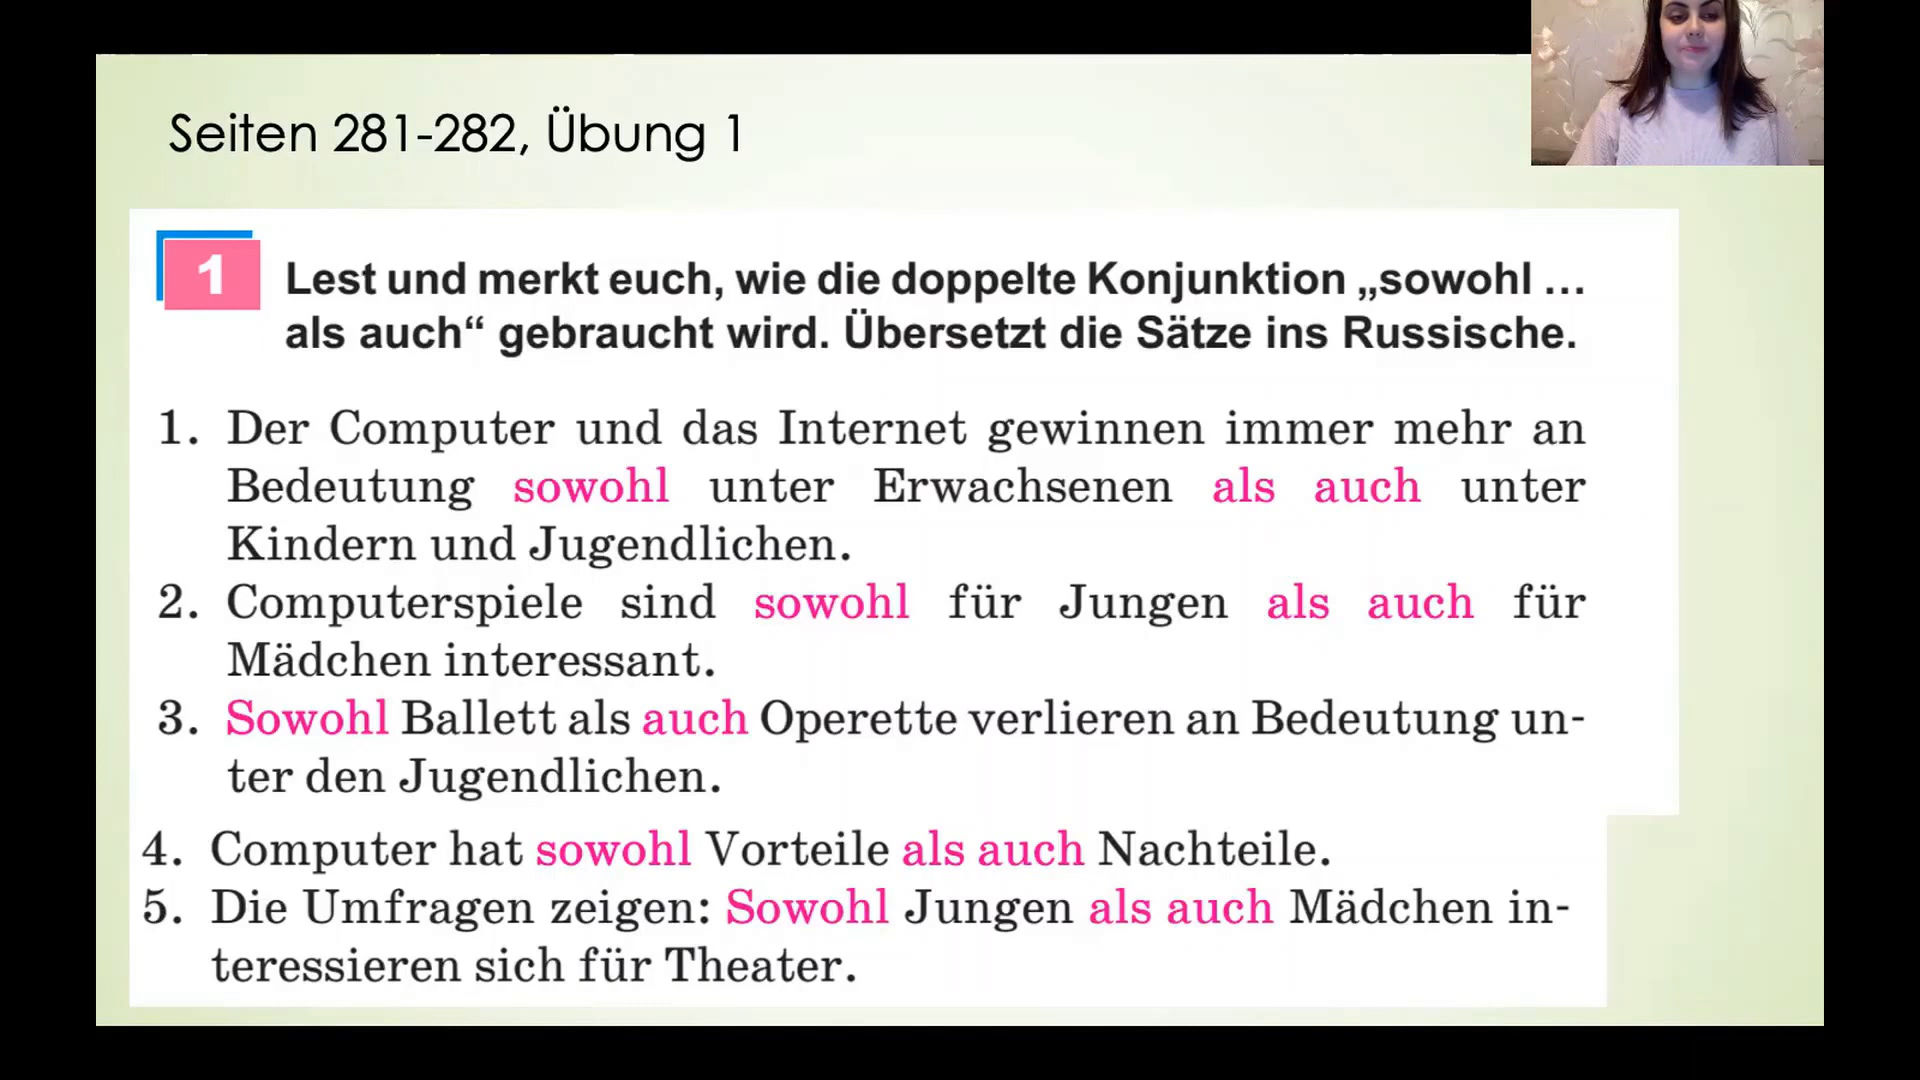 Seiten 281-282, Übung 1
1 Lest und merkt euch, wie die doppelte Konjunktion „sowohl ...
als auch“ gebraucht wird. Übersetzt die Sätze ins Russische.
1. Der Computer und das Internet gewinnen immer mehr an
Bedeutung sowohl unter Erwachsenen als auch unter
Kindern und Jugendlichen.
2. Computerspiele sind sowohl für Jungen als auch für
Mädchen interessant.
3. Sowohl Ballett als auch Operette verlieren an Bedeutung un-
ter den Jugendlichen.
4. Computer hat sowohl Vorteile als auch Nachteile.
5. Die Umfragen zeigen: Sowohl Jungen als auch Mädchen in-
teressieren sich für Theater.